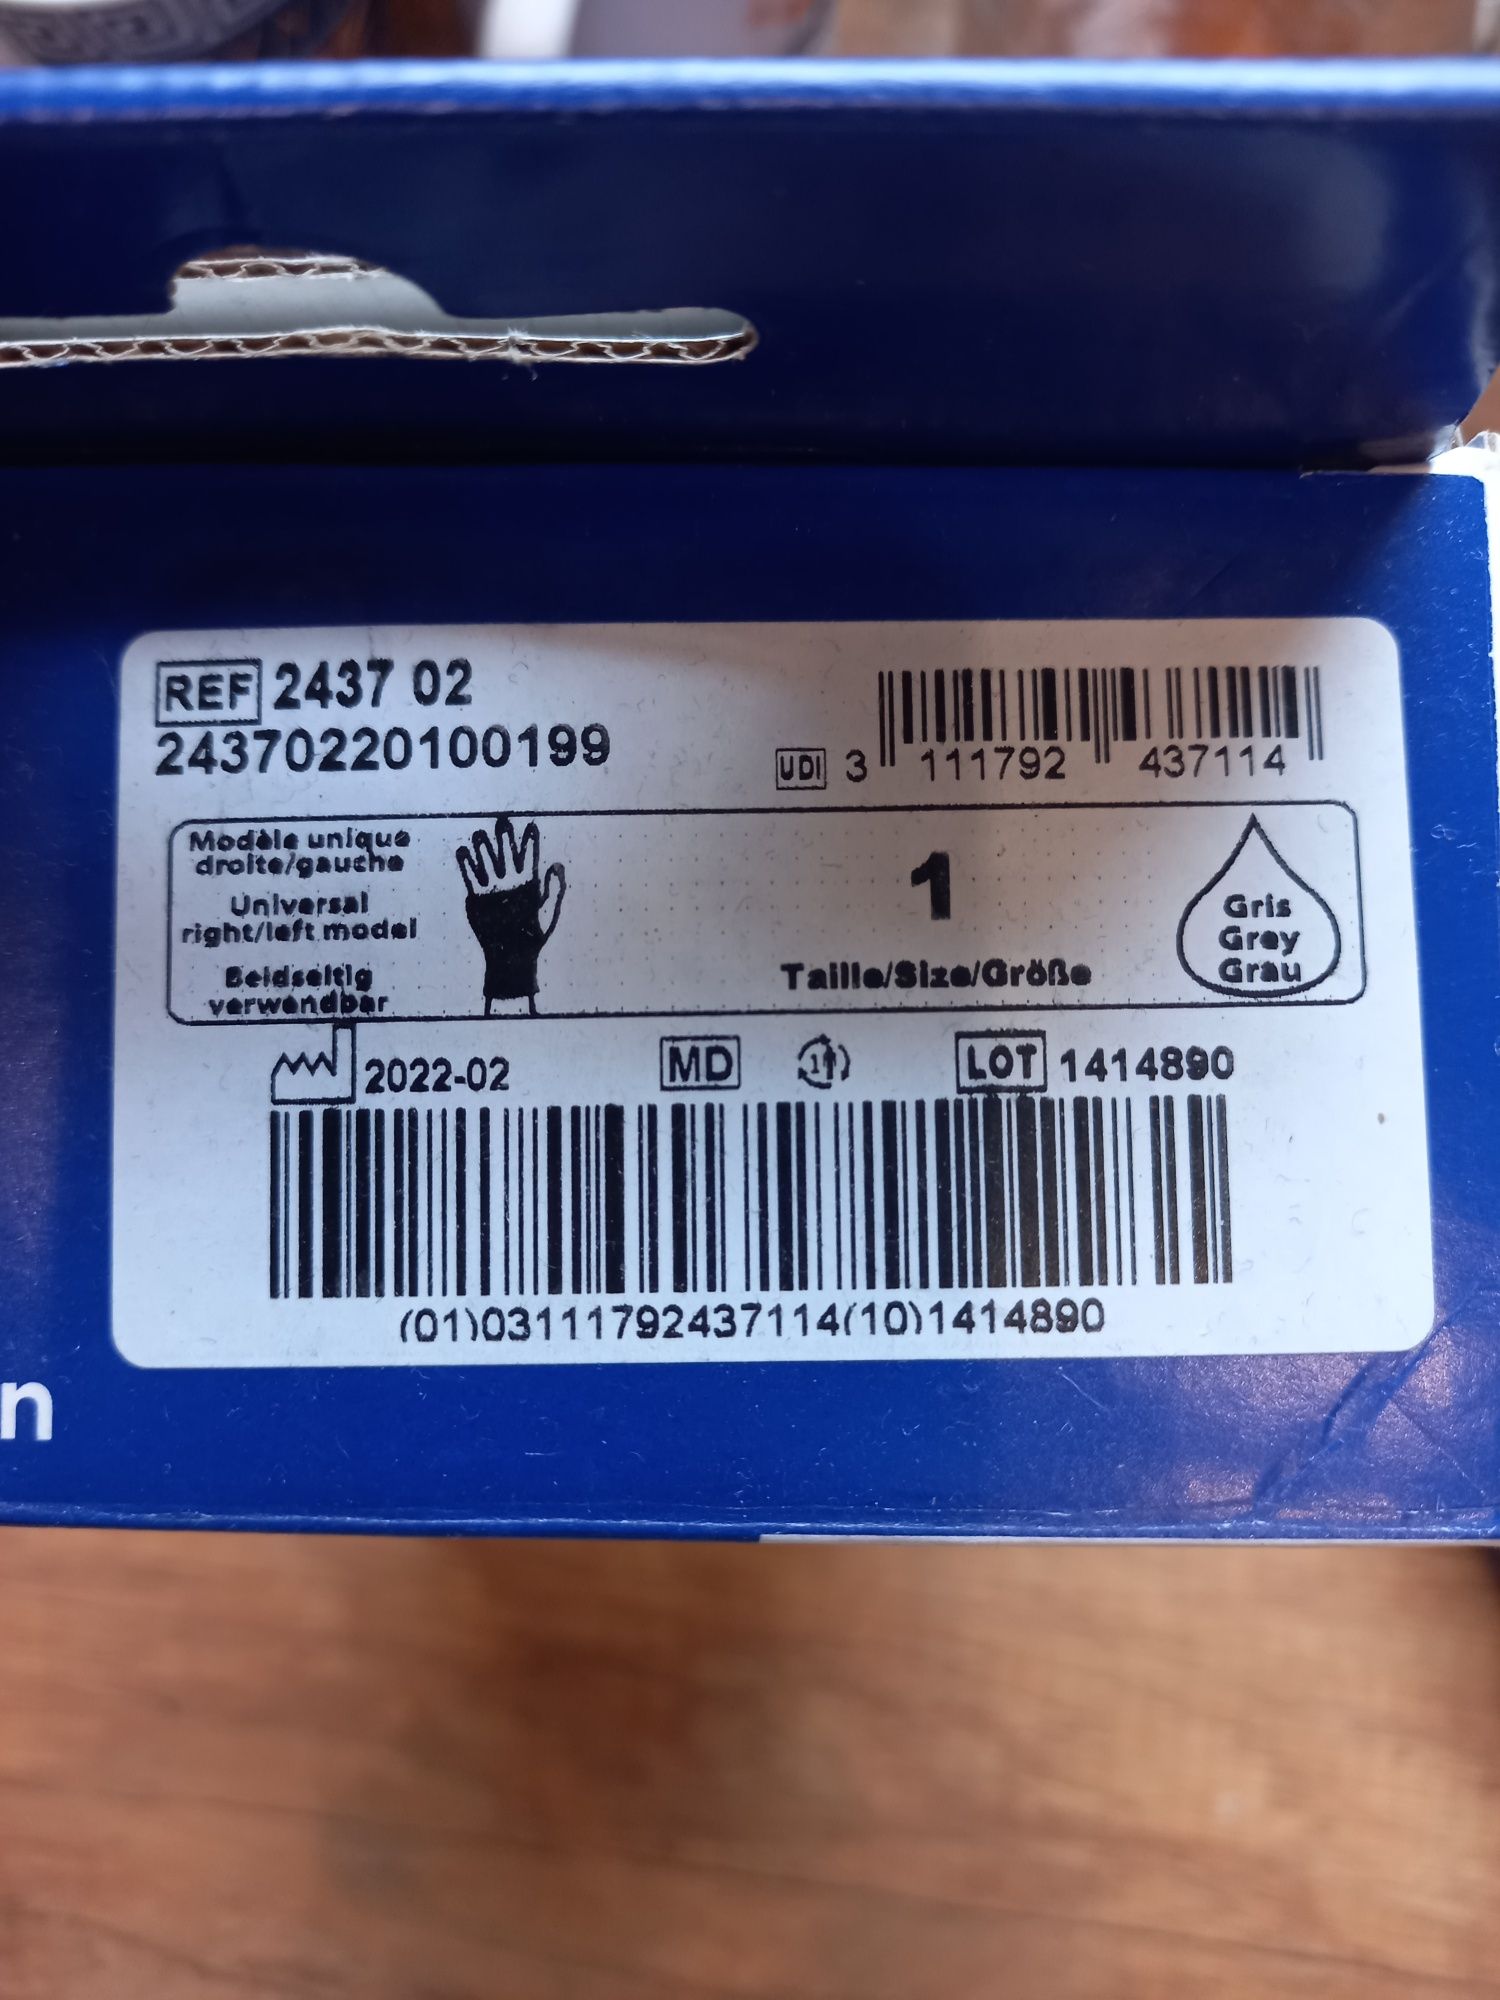 REF 2437 02
24370220100199
UDI 3 111792 437114
Modèle unique
droite/gauche
Universal
right/left model
Beidseitig
verwendbar
1
Taille/Size/Größe
Gris
Grey
Grau
2022-02
MD
1
LOT 1414890
(01)03111792437114(10)1414890
n